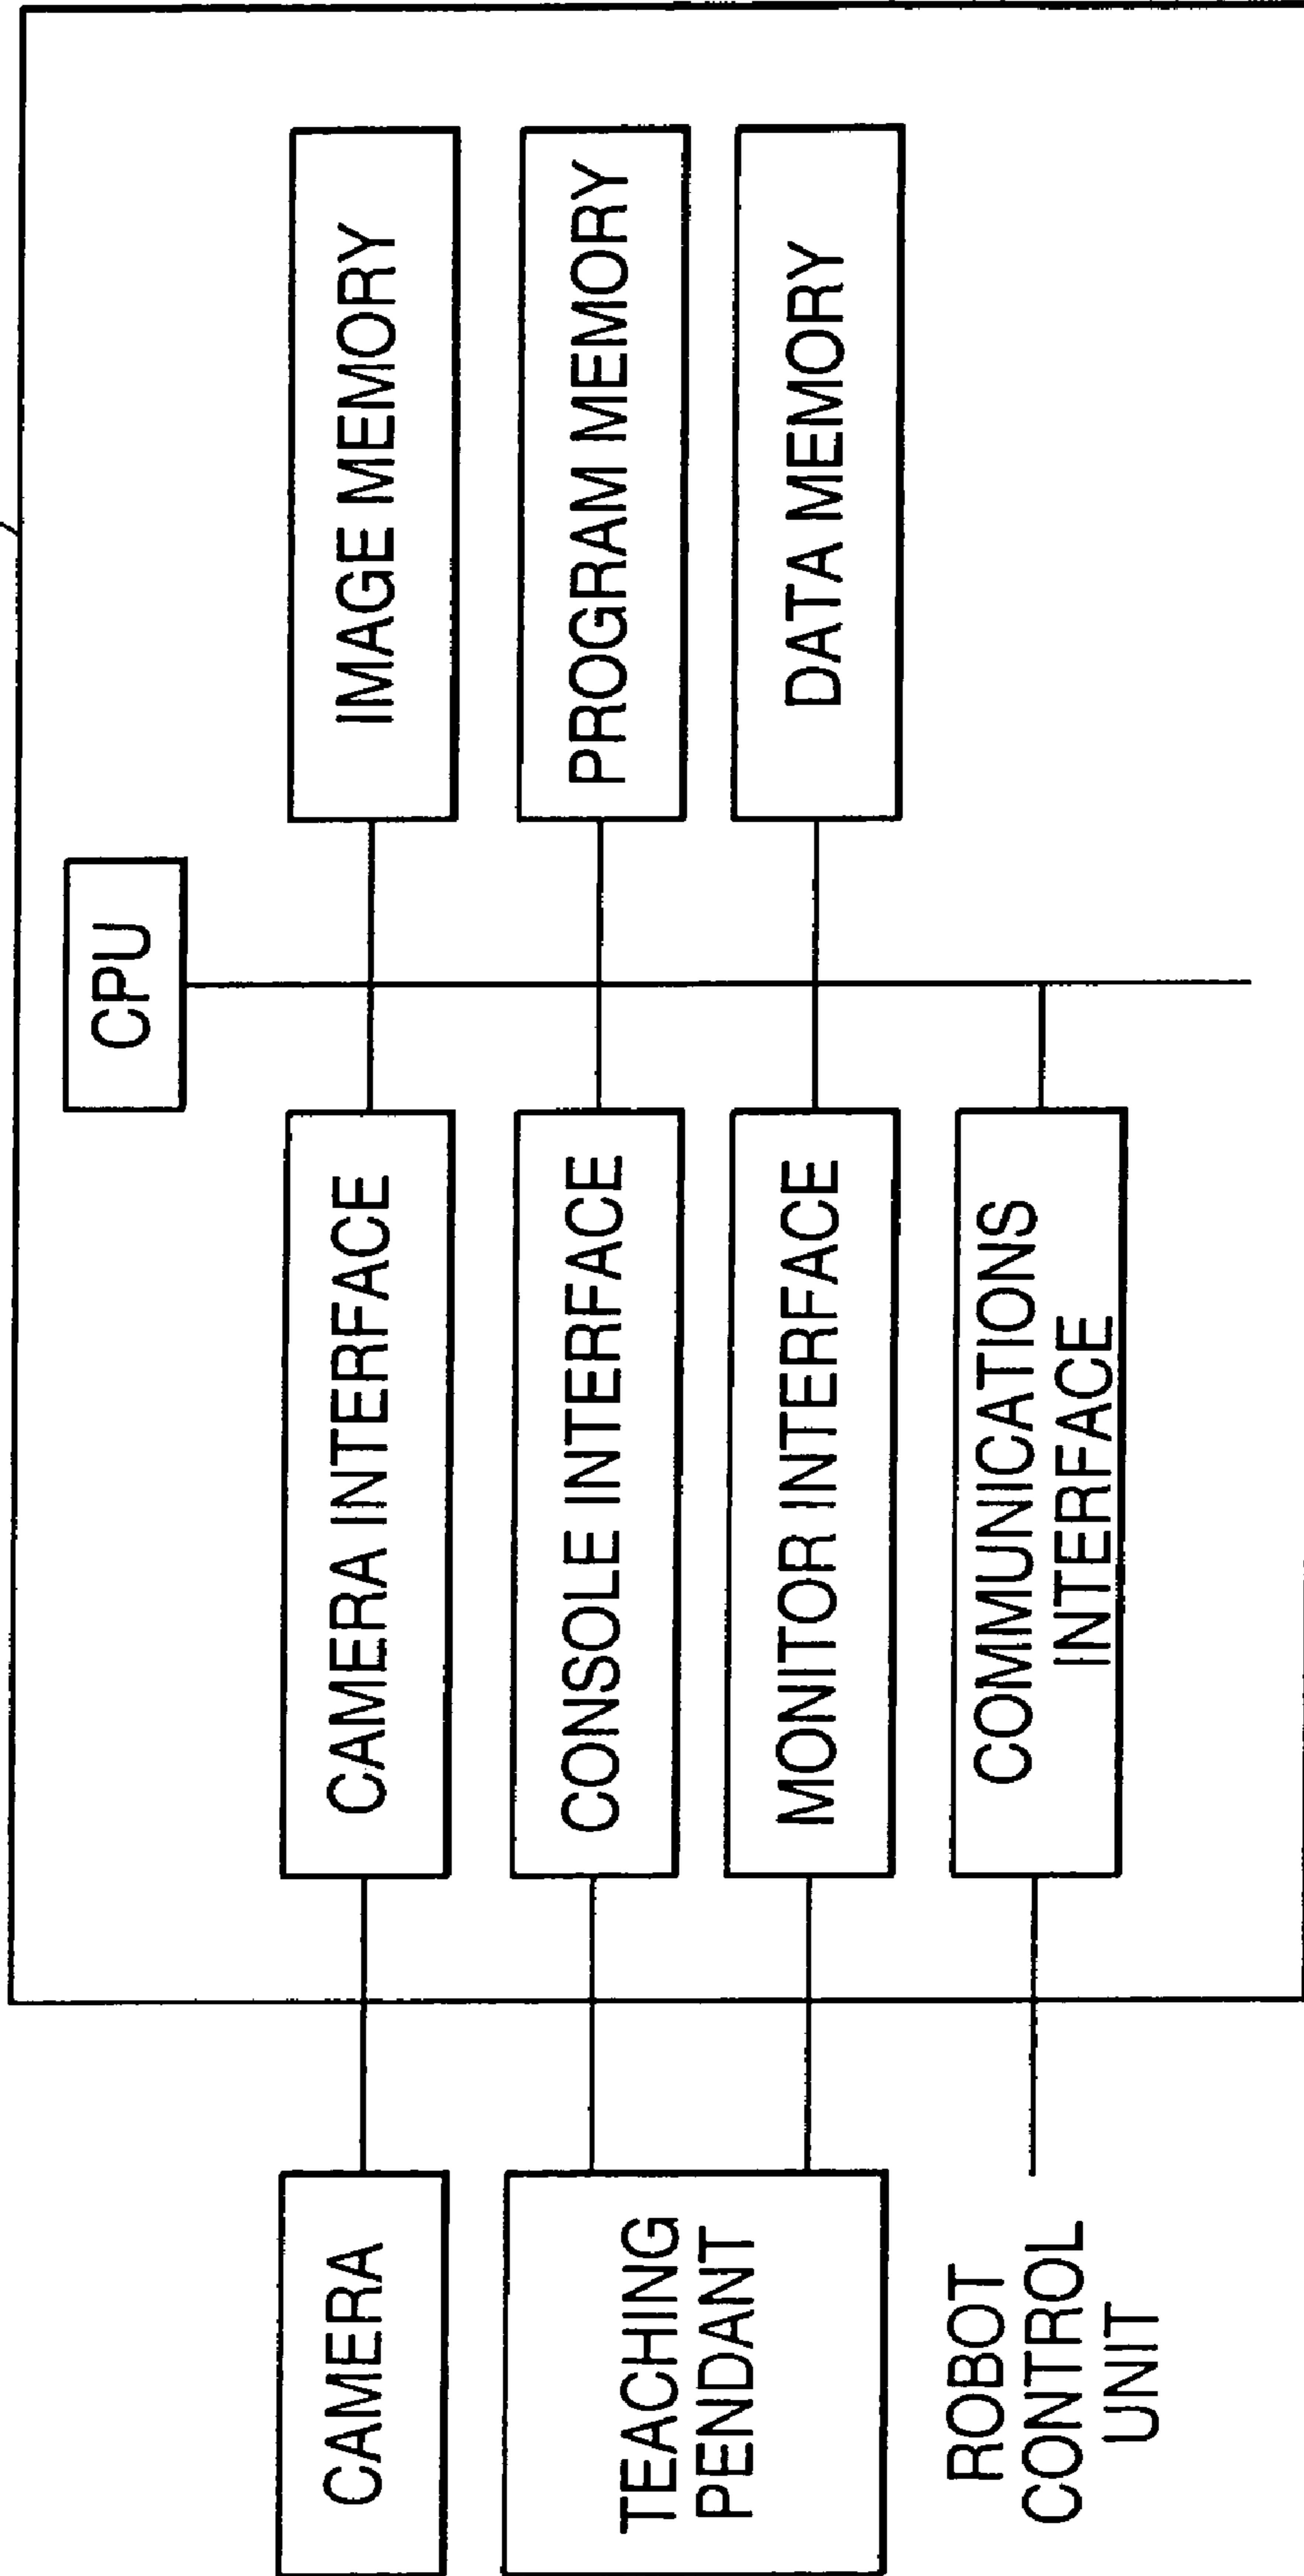 CPU
CAMERA
CAMERA INTERFACE
IMAGE MEMORY
TEACHING
PENDANT
CONSOLE INTERFACE
PROGRAM MEMORY
MONITOR INTERFACE
DATA MEMORY
ROBOT
CONTROL
UNIT
COMMUNICATIONS
INTERFACE